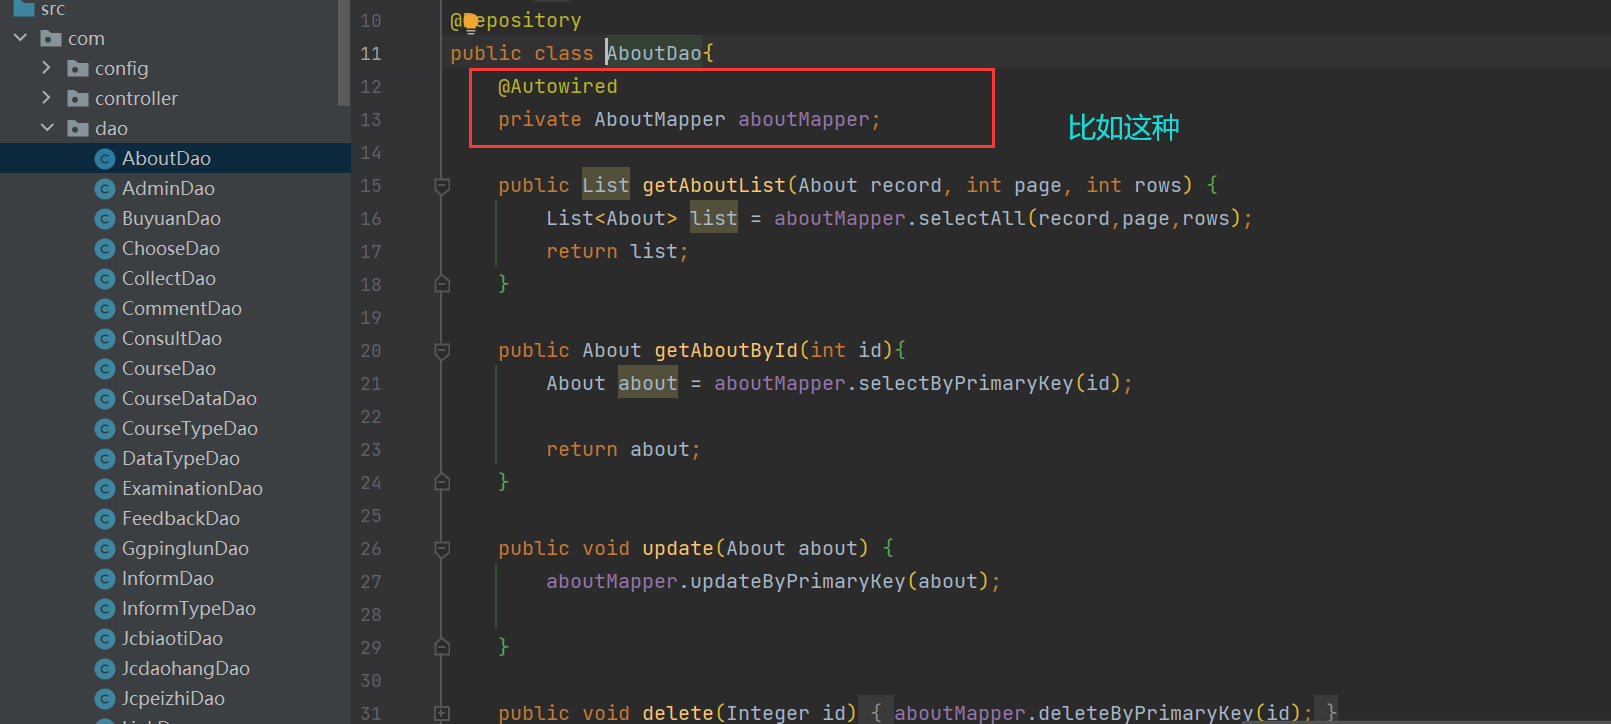 src
com
config
controller
dao
AboutDao
AdminDao
BuyuanDao
ChooseDao
CollectDao
CommentDao
ConsultDao
CourseDao
CourseDataDao
CourseTypeDao
DataTypeDao
ExaminationDao
FeedbackDao
GgpinglunDao
InformDao
InformTypeDao
JcbiaotiDao
JcdaohangDao
JcpeizhiDao
10 @Repository
11 public class AboutDao{
12 @Autowired
13 private AboutMapper aboutMapper;
比如这种
14
15 public List getAboutList(About record, int page, int rows) {
16 List<About> list = aboutMapper.selectAll(record,page,rows);
17 return list;
18 }
19
20 public About getAboutById(int id){
21 About about = aboutMapper.selectByPrimaryKey(id);
22
23 return about;
24 }
25
26 public void update(About about) {
27 aboutMapper.updateByPrimaryKey(about);
28
29 }
30
31 public void delete(Integer id) { aboutMapper.deleteByPrimaryKey(id); }